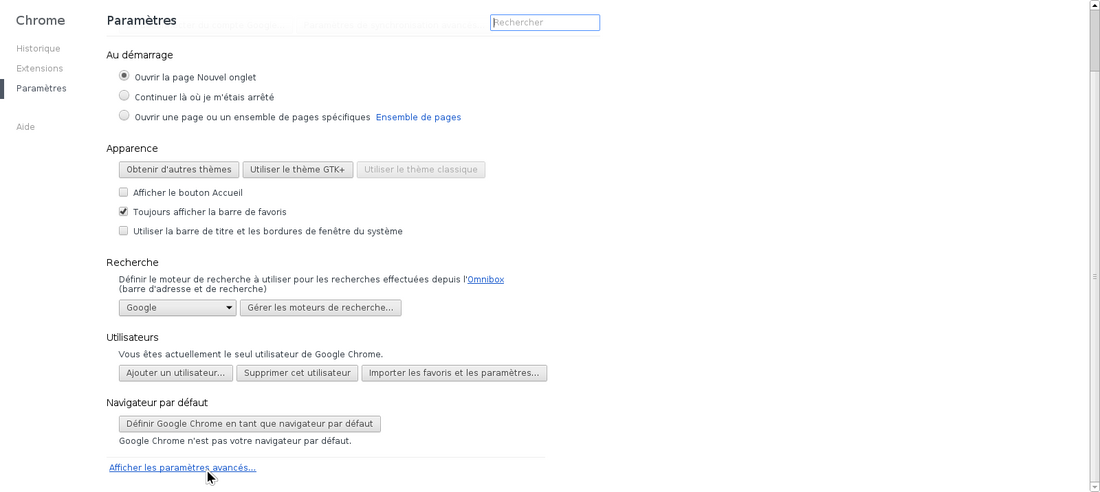 Chrome
Historique
Extensions
Paramètres
Aide
Paramètres
Rechercher
Au démarrage
Ouvrir la page Nouvel onglet
Continuer là où je m'étais arrêté
Ouvrir une page ou un ensemble de pages spécifiques Ensemble de pages
Apparence
Obtenir d'autres thèmes Utiliser le thème GTK+ Utiliser le thème classique
Afficher le bouton Accueil
Toujours afficher la barre de favoris
Utiliser la barre de titre et les bordures de fenêtre du système
Recherche
Définir le moteur de recherche à utiliser pour les recherches effectuées depuis l'Omnibox
(barre d'adresse et de recherche)
Google Gérer les moteurs de recherche...
Utilisateurs
Vous êtes actuellement le seul utilisateur de Google Chrome.
Ajouter un utilisateur... Supprimer cet utilisateur Importer les favoris et les paramètres...
Navigateur par défaut
Définir Google Chrome en tant que navigateur par défaut
Google Chrome n'est pas votre navigateur par défaut.
Afficher les paramètres avancés...